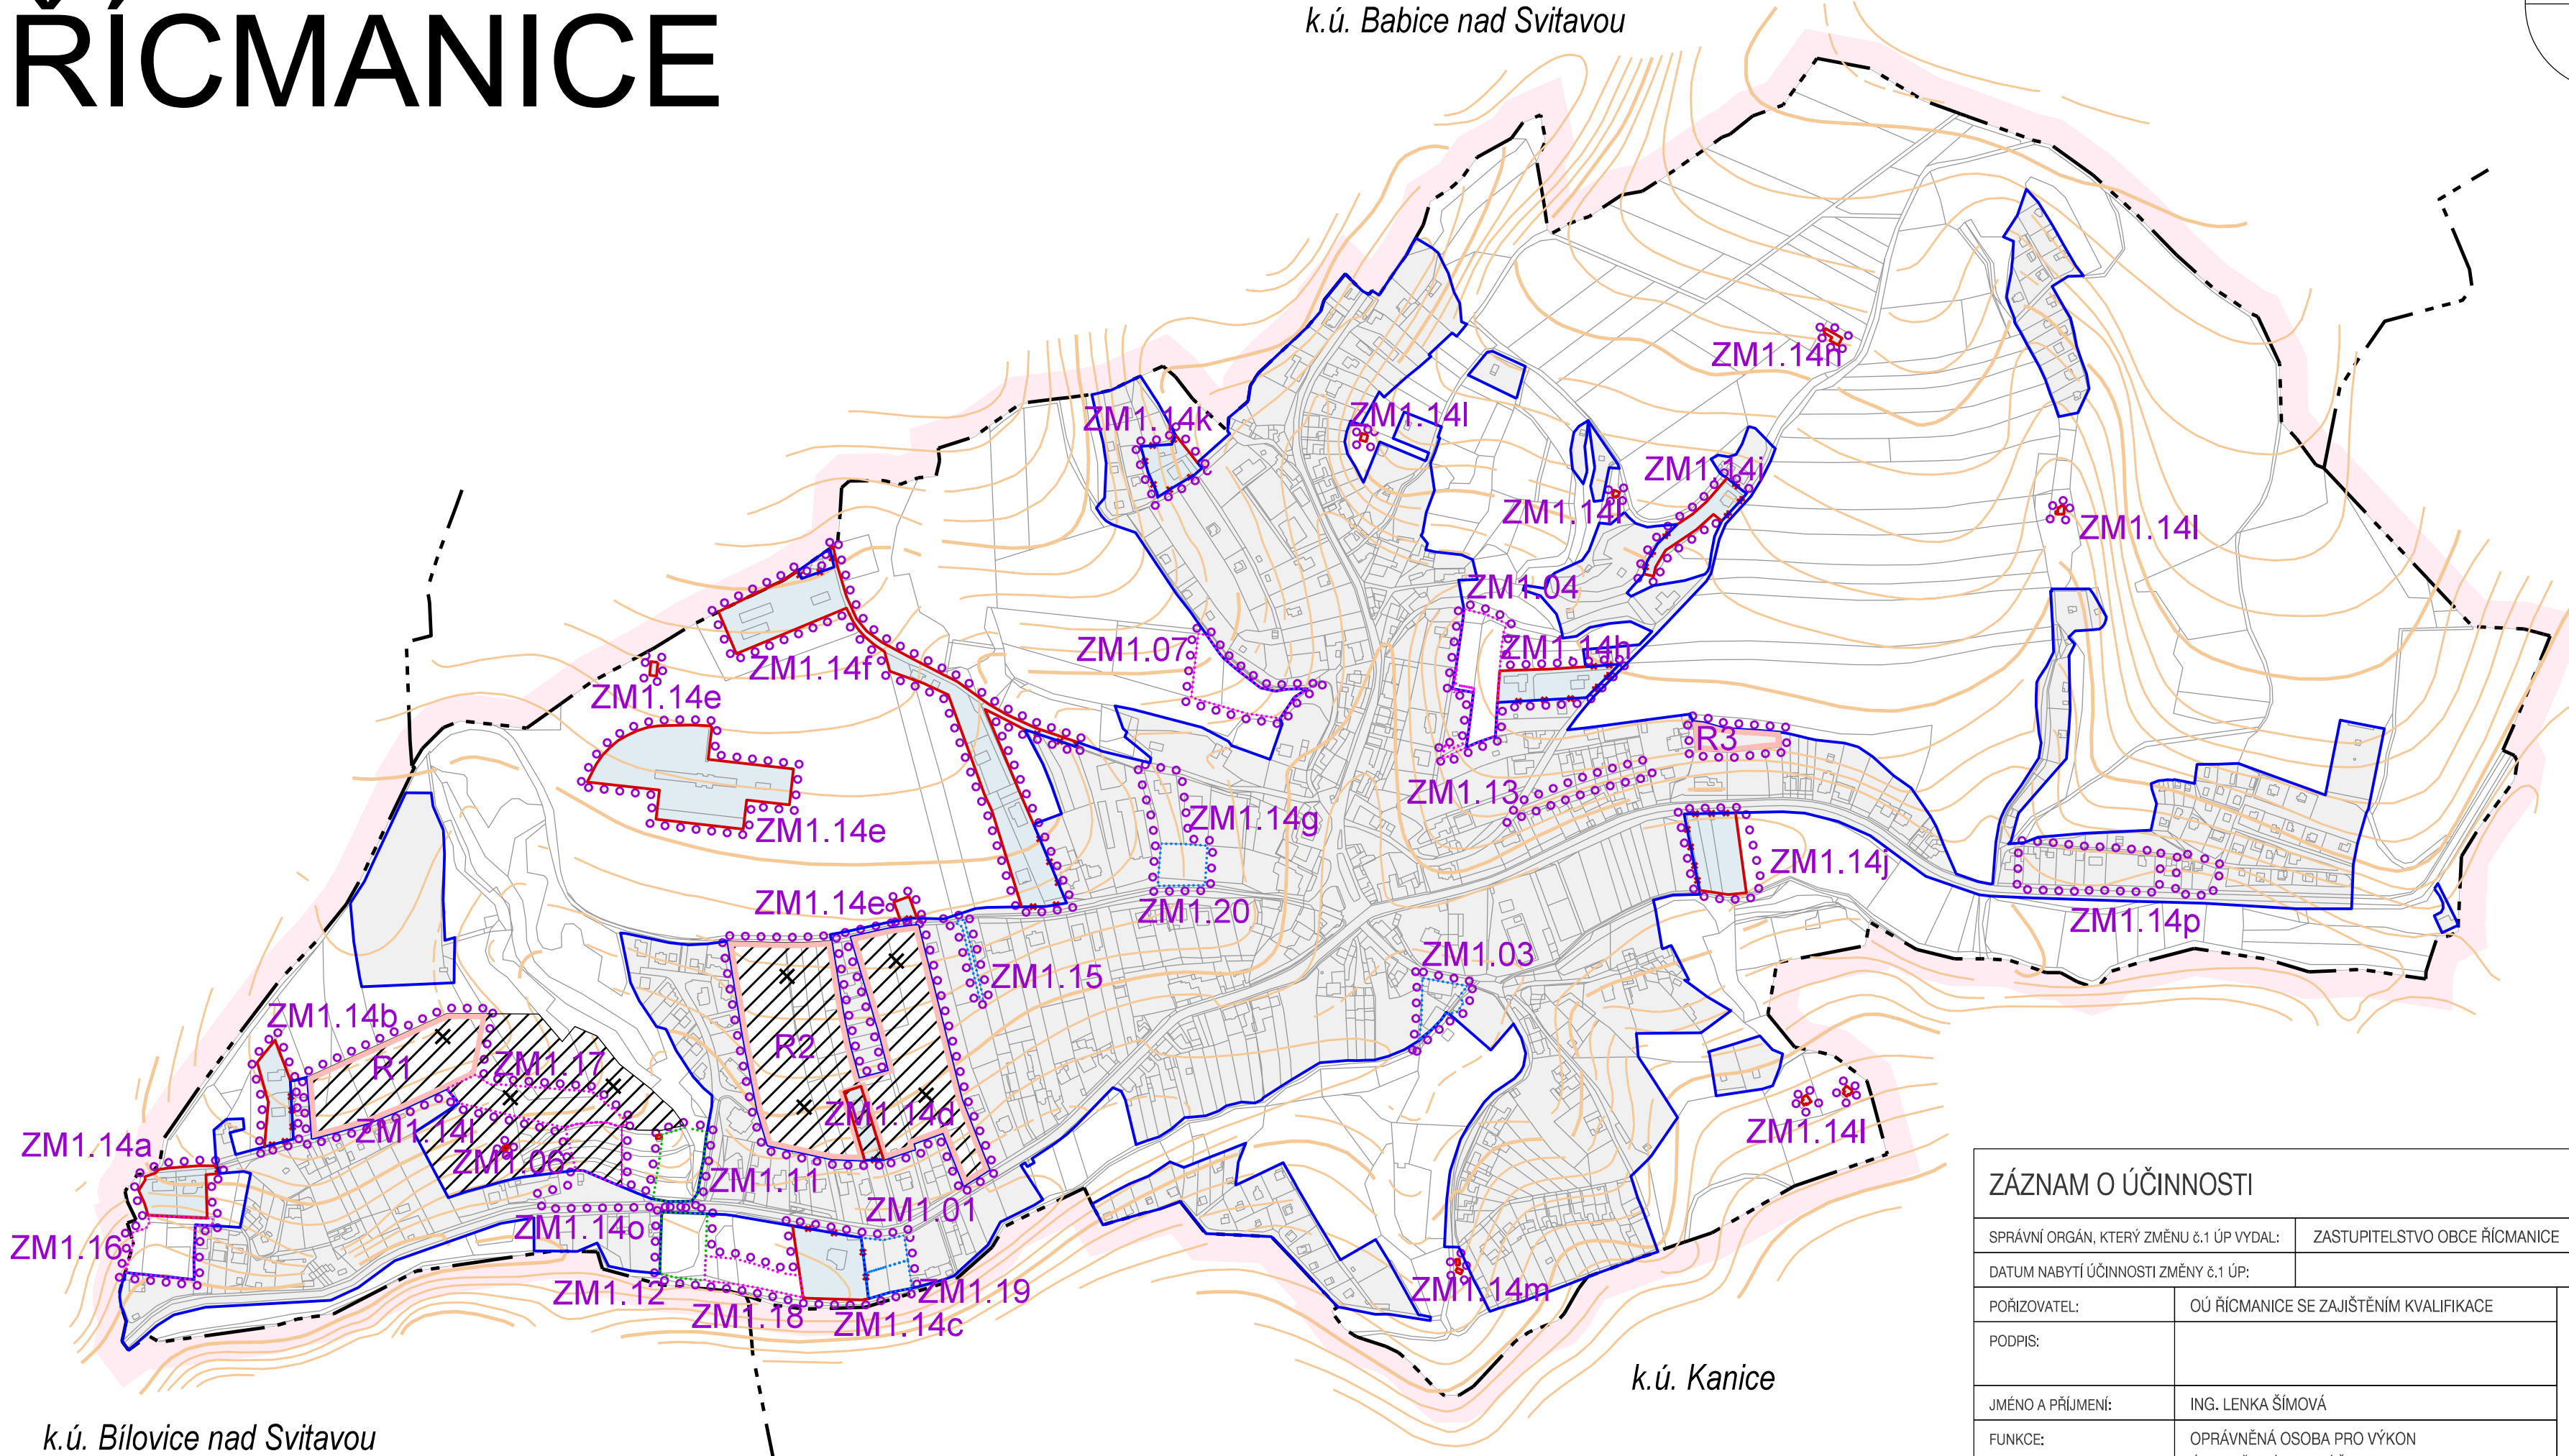 ŘÍCMANICE
k.ú. Babice nad Svitavou
ZM1.14n
ZM1.14k
ZM1.14l
ZM1.14i
ZM1.14l
ZM1.14l
ZM1.04
ZM1.07
ZM1.14h
ZM1.14f
ZM1.14e
R3
ZM1.13
ZM1.14g
ZM1.14e
ZM1.14j
ZM1.14e
ZM1.20
ZM1.14p
ZM1.03
ZM1.15
ZM1.14b
R1
ZM1.17
R2
ZM1.14d
ZM1.14l
ZM1.14a
ZM1.06
ZM1.14l
ZM1.11
ZM1.01
ZM1.14o
ZM1.16
ZM1.12
ZM1.19
ZM1.14m
ZM1.18
ZM1.14c
k.ú. Kanice
k.ú. Bílovice nad Svitavou
ZÁZNAM O ÚČINNOSTI
SPRÁVNÍ ORGÁN, KTERÝ ZMĚNU č.1 ÚP VYDAL: ZASTUPITELSTVO OBCE ŘÍCMANICE
DATUM NABYTÍ ÚČINNOSTI ZMĚNY č.1 ÚP:
POŘIZOVATEL: OÚ ŘÍCMANICE SE ZAJIŠTĚNÍM KVALIFIKACE
PODPIS:
JMÉNO A PŘÍJMENÍ: ING. LENKA ŠÍMOVÁ
FUNKCE: OPRÁVNĚNÁ OSOBA PRO VÝKON